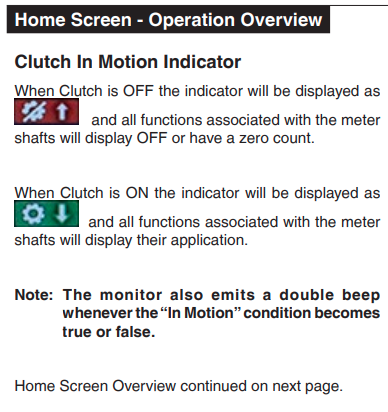 Home Screen - Operation Overview
Clutch In Motion Indicator
When Clutch is OFF the indicator will be displayed as
and all functions associated with the meter
shafts will display OFF or have a zero count.
When Clutch is ON the indicator will be displayed as
and all functions associated with the meter
shafts will display their application.
Note: The monitor also emits a double beep
whenever the “In Motion” condition becomes
true or false.
Home Screen Overview continued on next page.